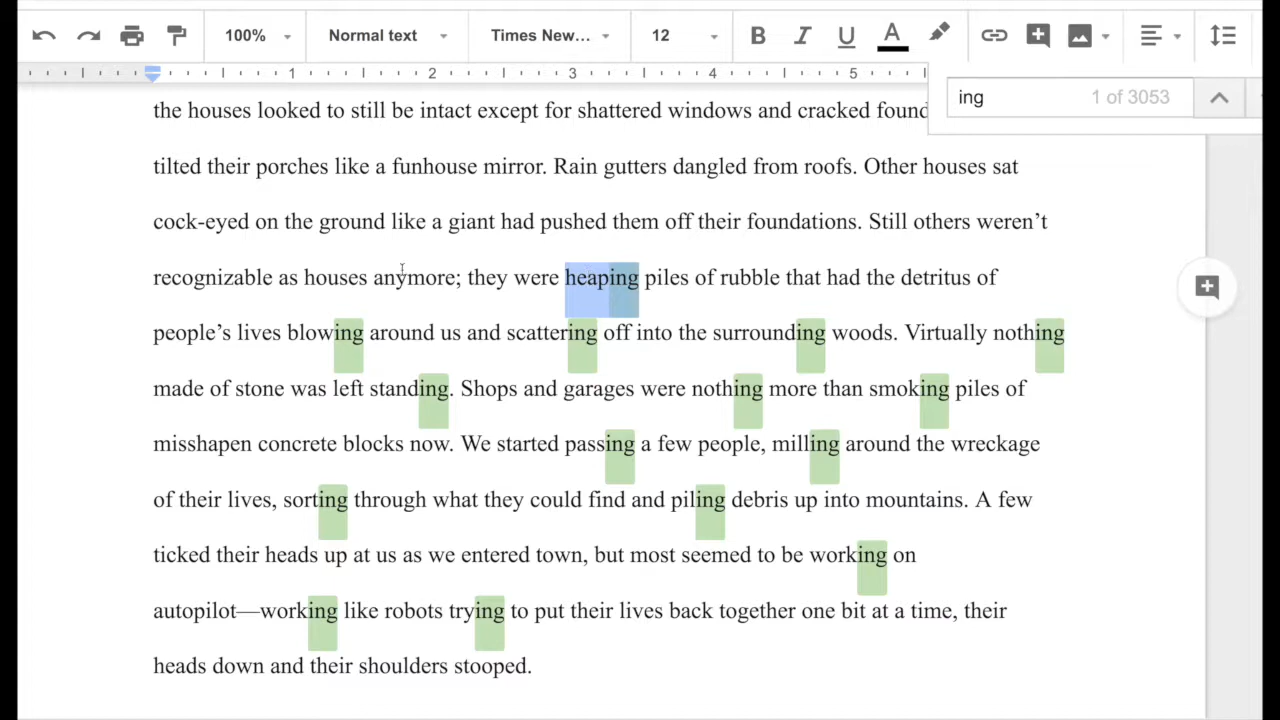 100% Normal text Times New... 12 B I U A
1 2 3 4 5
ing 1 of 3053
the houses looked to still be intact except for shattered windows and cracked found
tilted their porches like a funhouse mirror. Rain gutters dangled from roofs. Other houses sat
cock-eyed on the ground like a giant had pushed them off their foundations. Still others weren’t
recognizable as houses anymore; they were heaping piles of rubble that had the detritus of
people’s lives blowing around us and scattering off into the surrounding woods. Virtually nothing
made of stone was left standing. Shops and garages were nothing more than smoking piles of
misshapen concrete blocks now. We started passing a few people, milling around the wreckage
of their lives, sorting through what they could find and piling debris up into mountains. A few
ticked their heads up at us as we entered town, but most seemed to be working on
autopilot—working like robots trying to put their lives back together one bit at a time, their
heads down and their shoulders stooped.